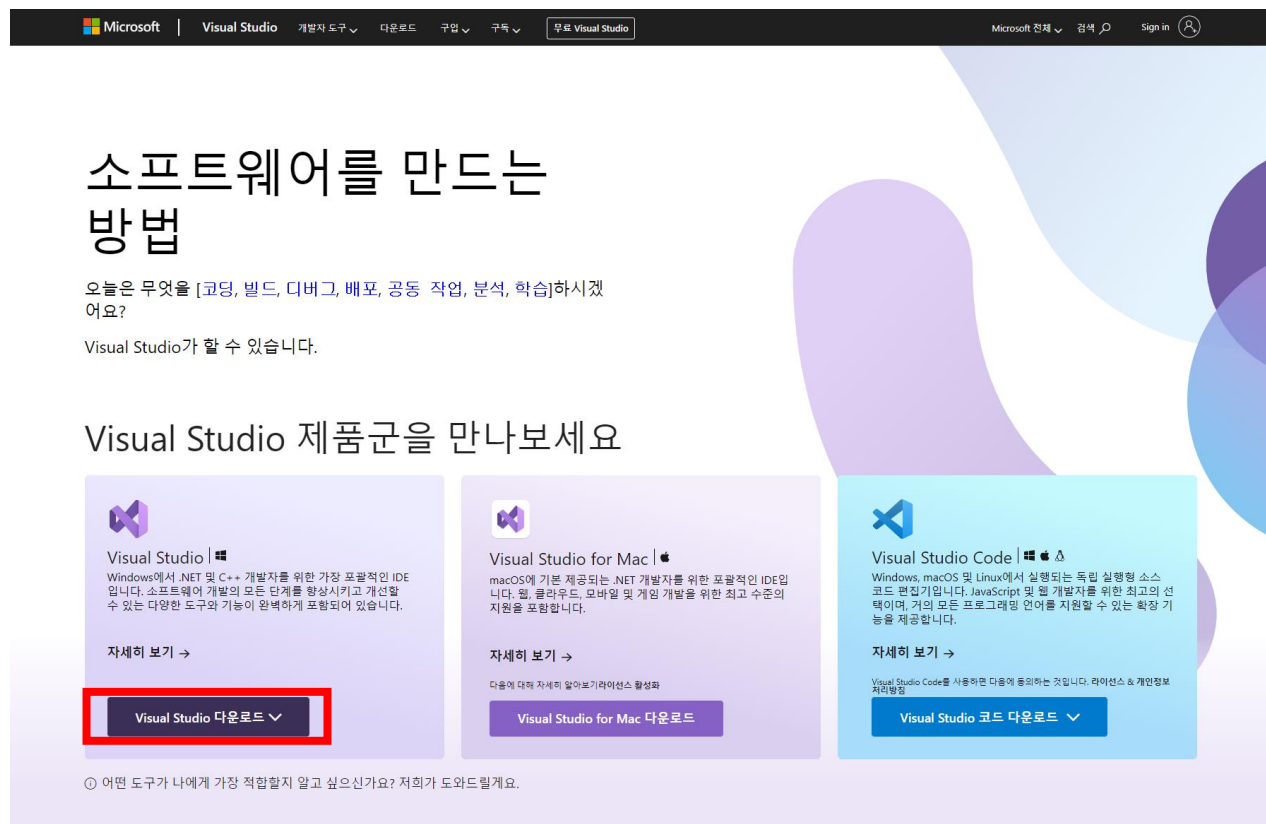 Microsoft Visual Studio 개발자 도구 다운로드 구입 구독 무료 Visual Studio Microsoft 전체 검색 Sign in
소프트웨어를 만드는
방법
오늘은 무엇을 [코딩, 빌드, 디버그, 배포, 공동 작업, 분석, 학습]하시겠
어요?
Visual Studio가 할 수 있습니다.
Visual Studio 제품군을 만나보세요
Visual Studio
Windows에서 .NET 및 C++ 개발자를 위한 가장 포괄적인 IDE
입니다. 소프트웨어 개발의 모든 단계를 향상시키고 개선할
수 있는 다양한 도구와 기능이 완벽하게 포함되어 있습니다.
자세히 보기 →
Visual Studio 다운로드
Visual Studio for Mac
macOS에 기본 제공되는 .NET 개발자를 위한 포괄적인 IDE입
니다. 웹, 클라우드, 모바일 및 게임 개발을 위한 최고 수준의
지원을 포함합니다.
자세히 보기 →
다음에 대해 자세히 알아보기라이선스 활성화
Visual Studio for Mac 다운로드
Visual Studio Code
Windows, macOS 및 Linux에서 실행되는 독립 실행형 소스
코드 편집기입니다. JavaScript 및 웹 개발자를 위한 최고의 선
택이며, 거의 모든 프로그래밍 언어를 지원할 수 있는 확장 기
능을 제공합니다.
자세히 보기 →
Visual Studio Code를 사용하면 다음에 동의하는 것입니다. 라이선스 & 개인정보
처리방침
Visual Studio 코드 다운로드
어떤 도구가 나에게 가장 적합할지 알고 싶으신가요? 저희가 도와드릴게요.